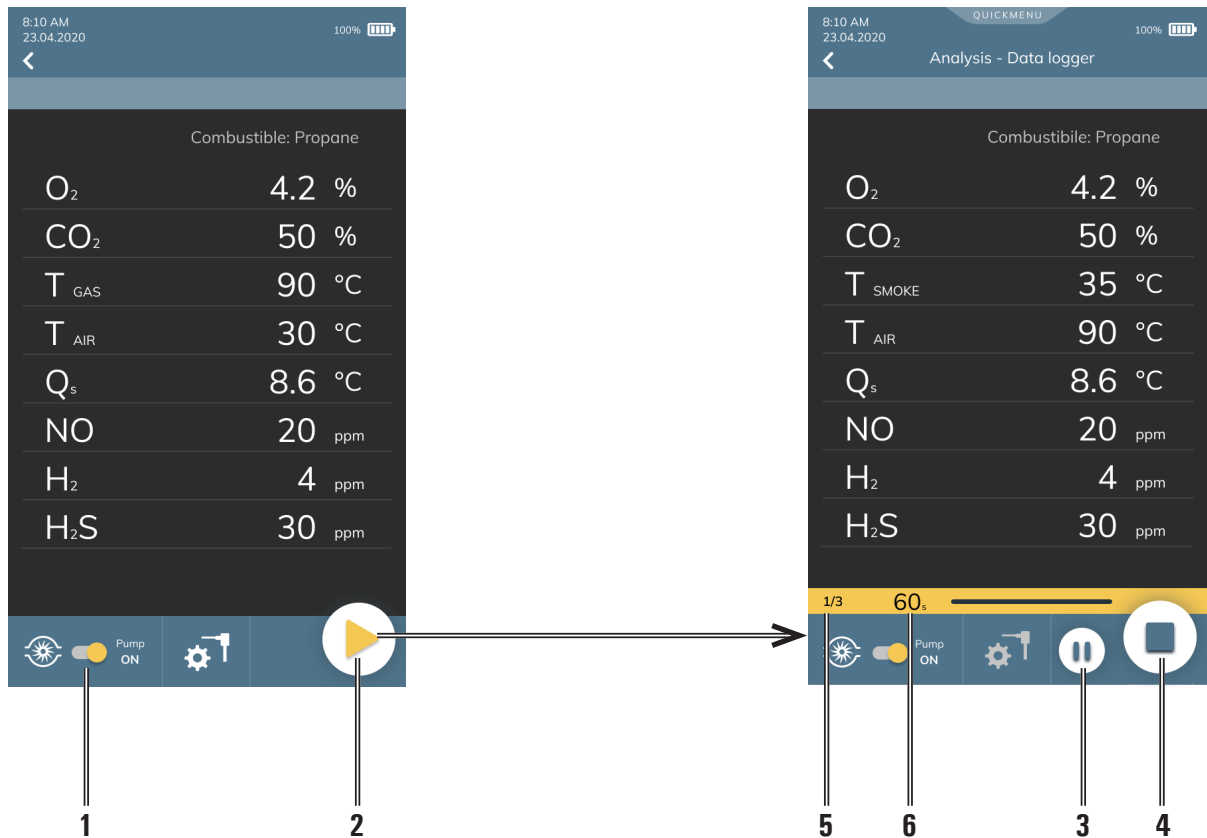 8:10 AM
23.04.2020
100%
Combustible: Propane
O₂ 4.2 %
CO₂ 50 %
T GAS 90 °C
T AIR 30 °C
Qs 8.6 °C
NO 20 ppm
H₂ 4 ppm
H₂S 30 ppm
Pump
ON
1
2
QUICKMENU
8:10 AM
23.04.2020
100%
Analysis - Data logger
Combustibile: Propane
O₂ 4.2 %
CO₂ 50 %
T SMOKE 35 °C
T AIR 90 °C
Qs 8.6 °C
NO 20 ppm
H₂ 4 ppm
H₂S 30 ppm
1/3 60s
Pump
ON
5
6
3
4